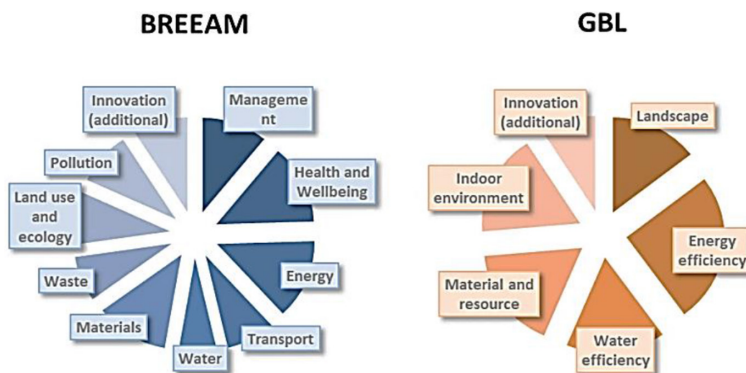 BREEAM
Innovation
(additional)
Manageme
nt
Pollution
Health and
Wellbeing
Land use
and
ecology
Energy
Waste
Materials
Transport
Water
GBL
Innovation
(additional)
Landscape
Indoor
environment
Energy
efficiency
Material and
resource
Water
efficiency